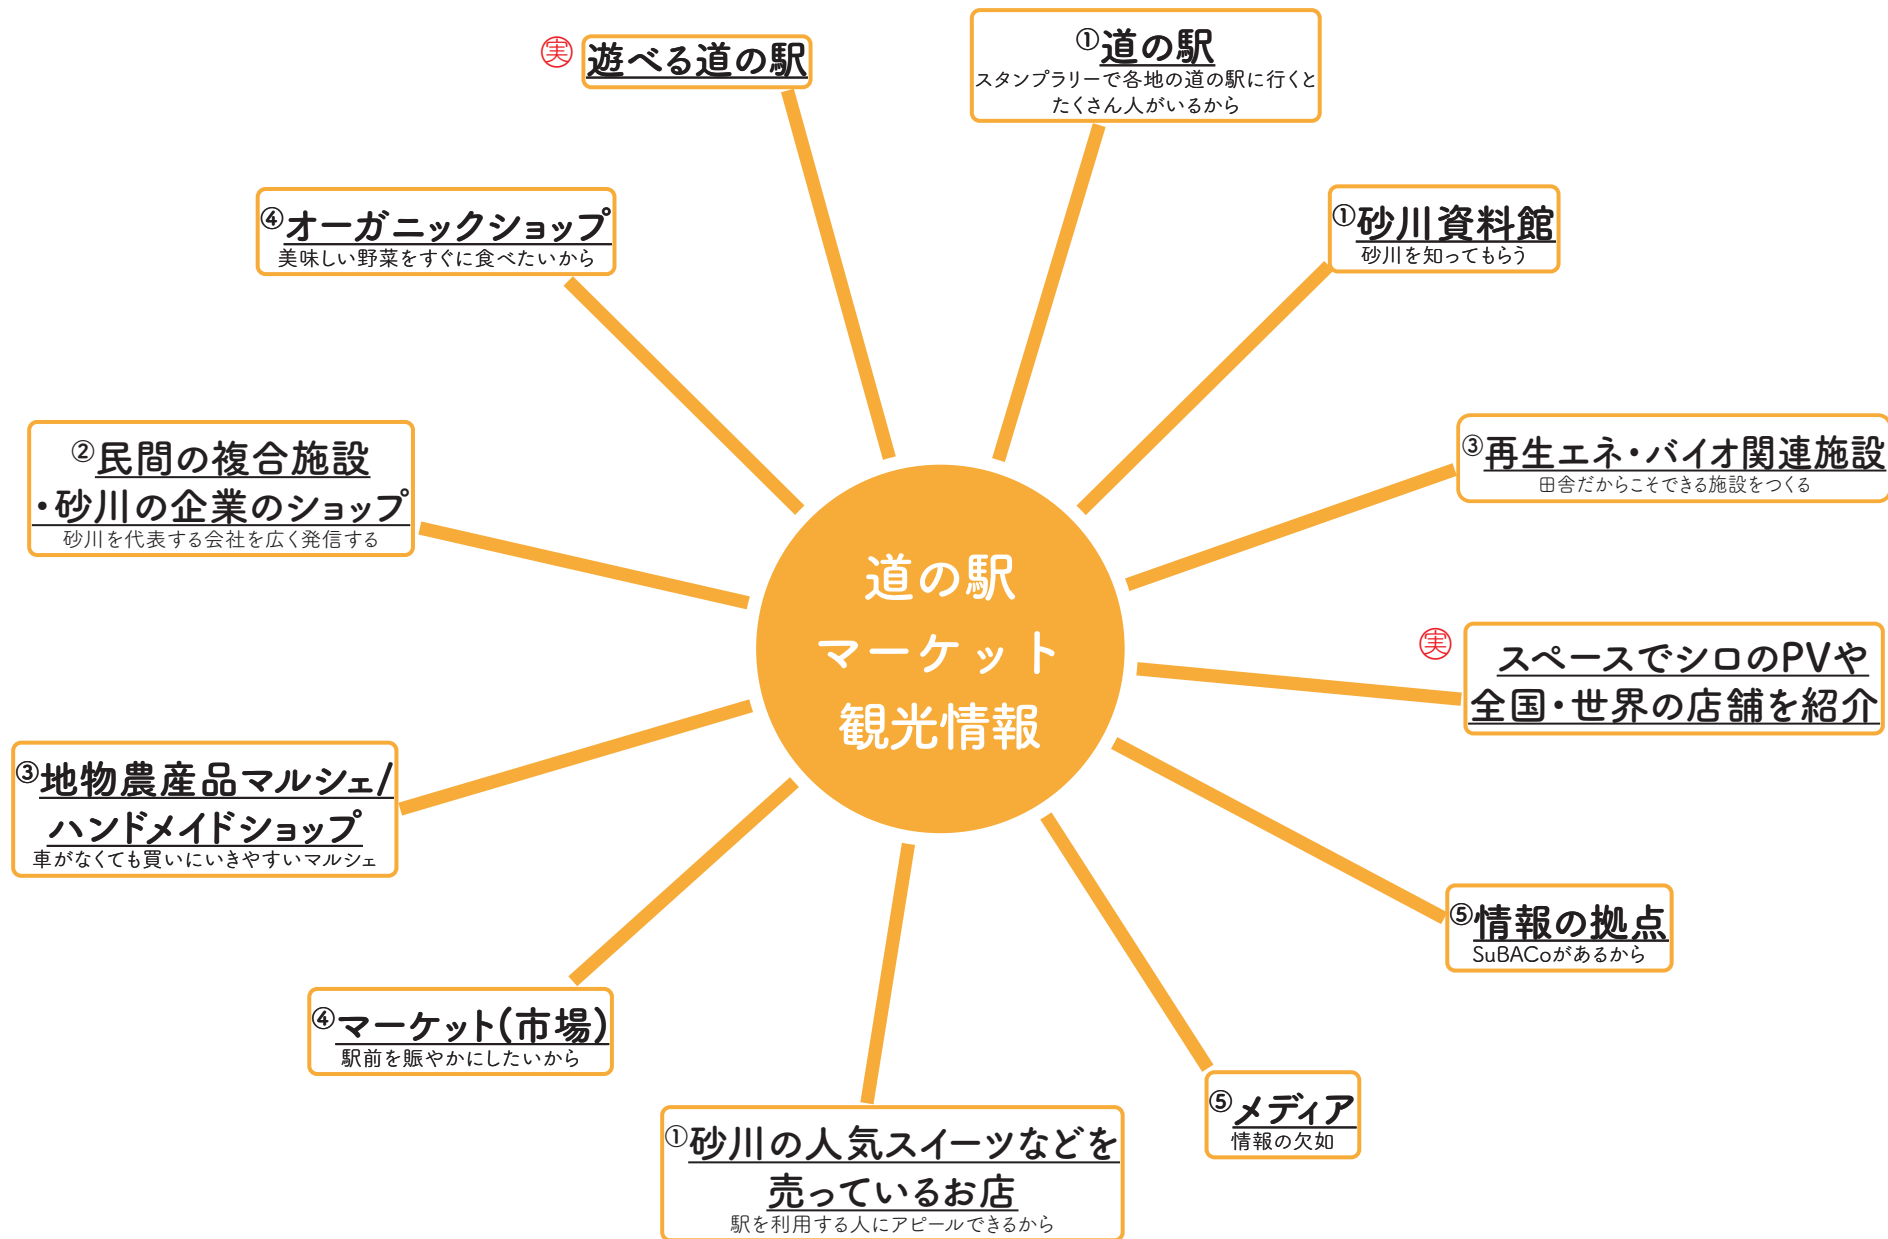 ㊗実 遊べる道の駅
①道の駅
スタンプラリーで各地の道の駅に行くと
たくさん人がいるから
④オーガニックショップ
美味しい野菜をすぐに食べたいから
①砂川資料館
砂川を知ってもらう
②民間の複合施設
・砂川の企業のショップ
砂川を代表する会社を広く発信する
③再生エネ・バイオ関連施設
田舎だからこそできる施設をつくる
道の駅
マーケット
観光情報
実 スペースでシロのPVや
全国・世界の店舗を紹介
③地物農産品マルシェ/
ハンドメイドショップ
車がなくても買いにいきやすいマルシェ
⑤情報の拠点
SuBACoがあるから
④マーケット(市場)
駅前を賑やかにしたいから
⑤メディア
情報の欠如
①砂川の人気スイーツなどを
売っているお店
駅を利用する人にアピールできるから